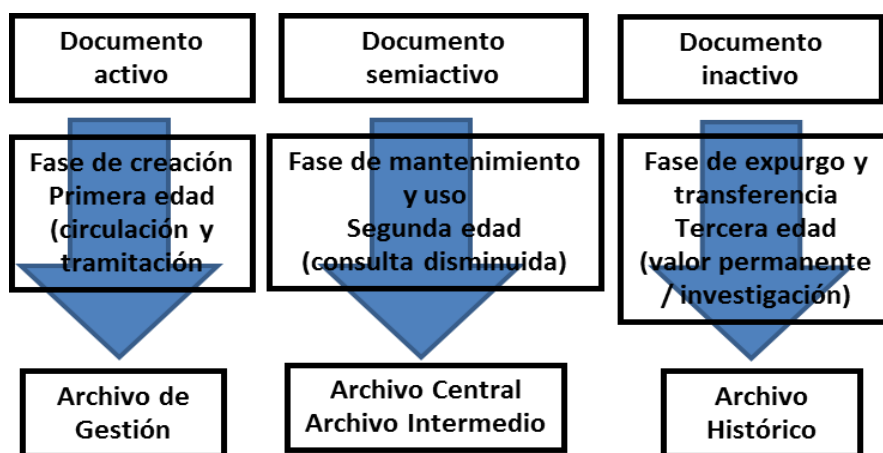 Documento
activo
Fase de creación
Primera edad
(circulación y
tramitación
Archivo de
Gestión
Documento
semiactivo
Fase de mantenimiento
y uso
Segunda edad
(consulta disminuida)
Archivo Central
Archivo Intermedio
Documento
inactivo
Fase de expurgo y
transferencia
Tercera edad
(valor permanente
/ investigación)
Archivo
Histórico